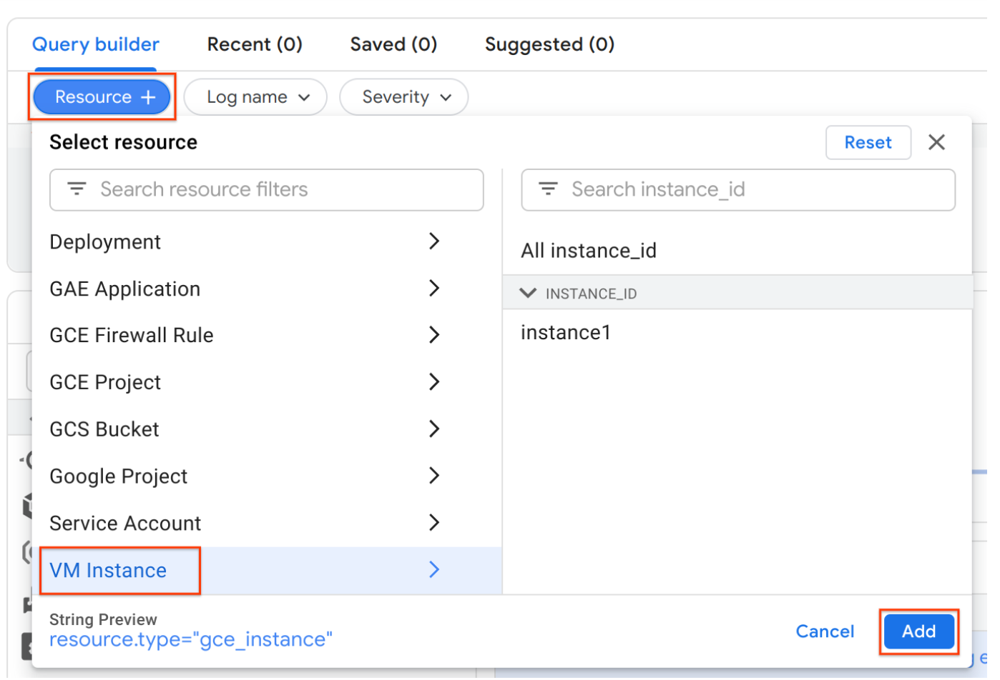 Query builder Recent (0) Saved (0) Suggested (0)
Resource Log name Severity
Select resource Reset
Search resource filters Search instance_id
Deployment
All instance_id
GAE Application
INSTANCE_ID
GCE Firewall Rule
instance1
GCE Project
GCS Bucket
Google Project
Service Account
VM Instance
String Preview
resource.type="gce_instance"
Cancel Add